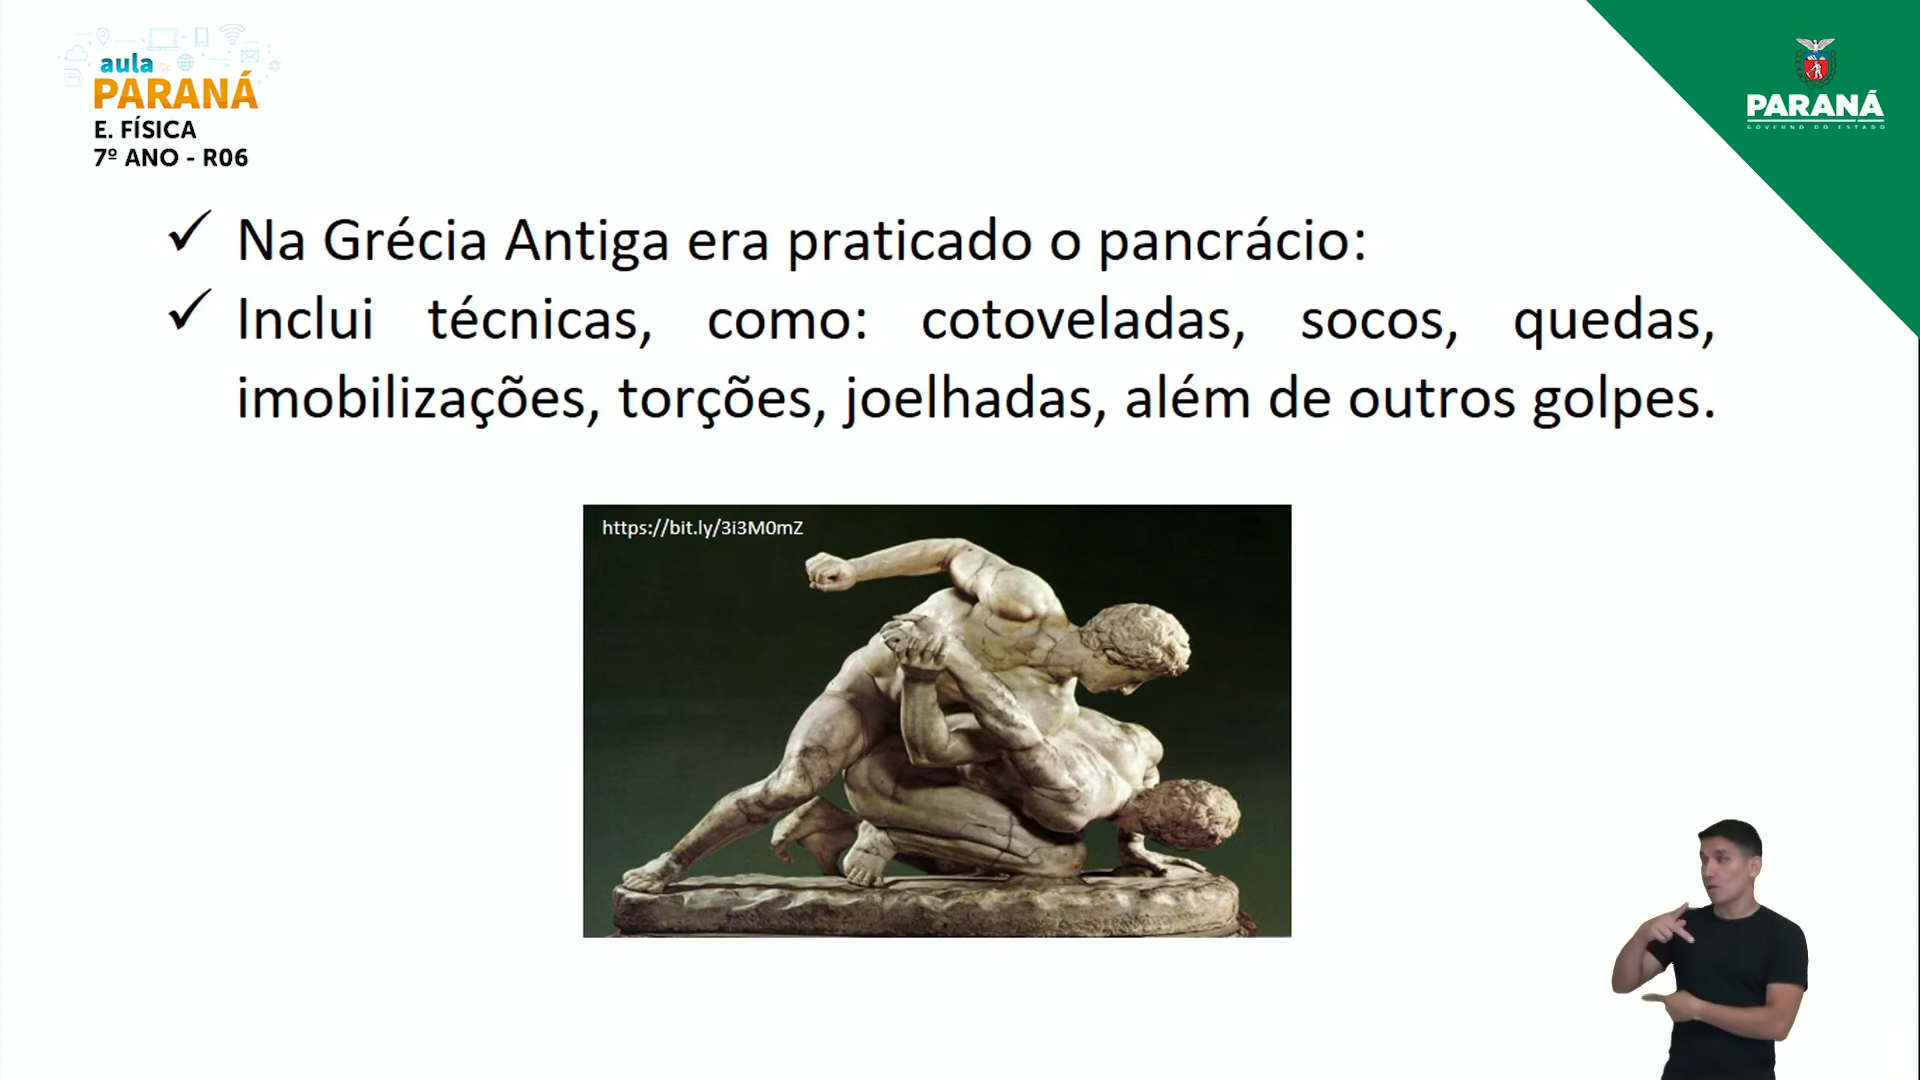 aula
PARANÁ
E. FÍSICA
7º ANO - R06
PARANÁ
GOVERNO DO ESTADO
✓ Na Grécia Antiga era praticado o pancrácio:
✓ Inclui técnicas, como: cotoveladas, socos, quedas,
imobilizações, torções, joelhadas, além de outros golpes.
https://bit.ly/3i3M0mZ